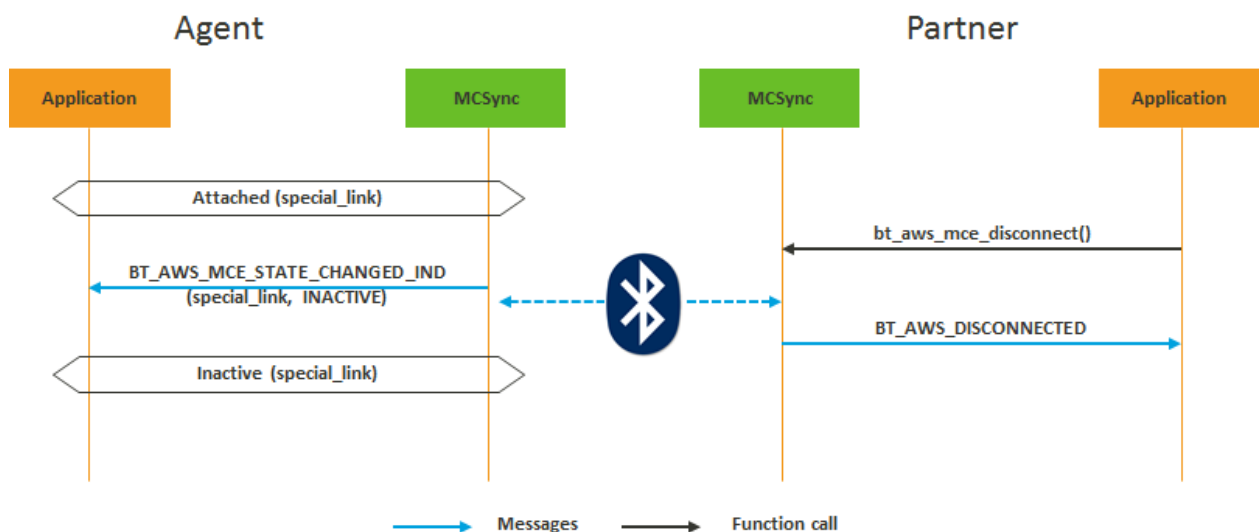 Agent
Partner
Application
MCSync
MCSync
Application
Attached (special_link)
bt_aws_mce_disconnect()
BT_AWS_MCE_STATE_CHANGED_IND
(special_link, INACTIVE)
BT_AWS_DISCONNECTED
Inactive (special_link)
Messages
Function call